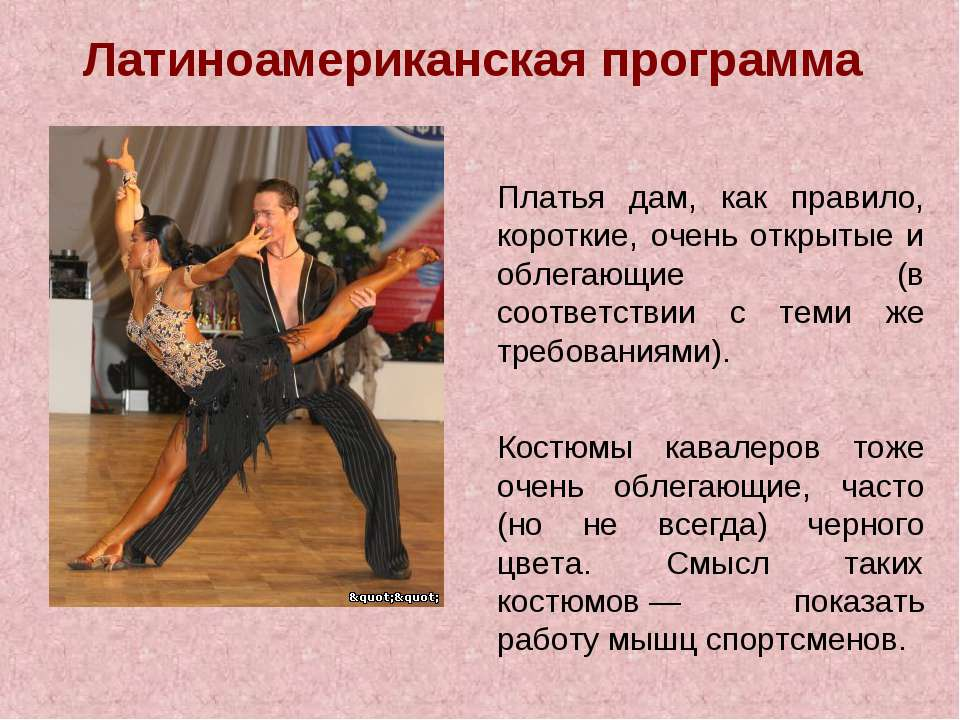 Латиноамериканская программа
Платья дам, как правило,
короткие, очень открытые и
облегающие (в
соответствии с теми же
требованиями).
Костюмы кавалеров тоже
очень облегающие, часто
(но не всегда) черного
цвета. Смысл таких
костюмов — показать
работу мышц спортсменов.
&quot;&quot;